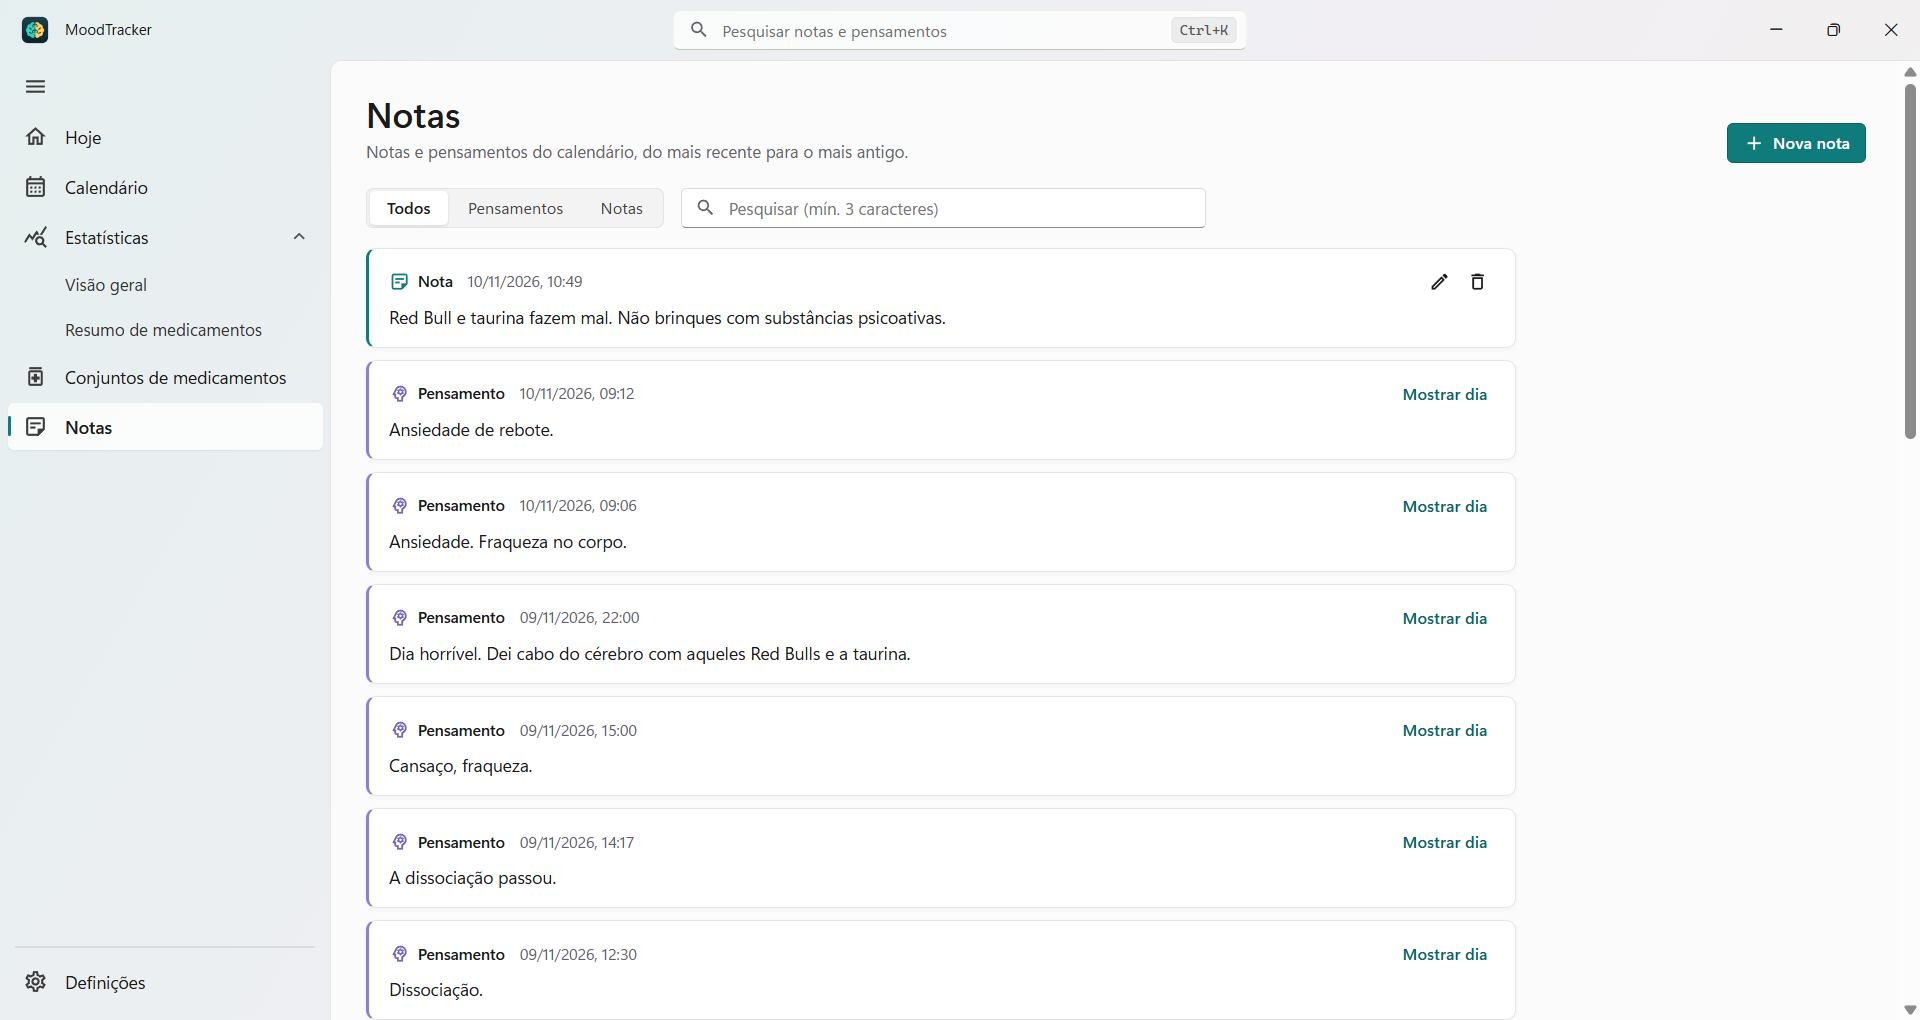 MoodTracker
Pesquisar notas e pensamentos
Ctrl+K
Hoje
Calendário
Estatísticas
Visão geral
Resumo de medicamentos
Conjuntos de medicamentos
Notas
Definições
Notas
Notas e pensamentos do calendário, do mais recente para o mais antigo.
Nova nota
Todos
Pensamentos
Notas
Pesquisar (mín. 3 caracteres)
Nota 10/11/2026, 10:49
Red Bull e taurina fazem mal. Não brinques com substâncias psicoativas.
Pensamento 10/11/2026, 09:12
Mostrar dia
Ansiedade de rebote.
Pensamento 10/11/2026, 09:06
Mostrar dia
Ansiedade. Fraqueza no corpo.
Pensamento 09/11/2026, 22:00
Mostrar dia
Dia horrível. Dei cabo do cérebro com aqueles Red Bulls e a taurina.
Pensamento 09/11/2026, 15:00
Mostrar dia
Cansaço, fraqueza.
Pensamento 09/11/2026, 14:17
Mostrar dia
A dissociação passou.
Pensamento 09/11/2026, 12:30
Mostrar dia
Dissociação.